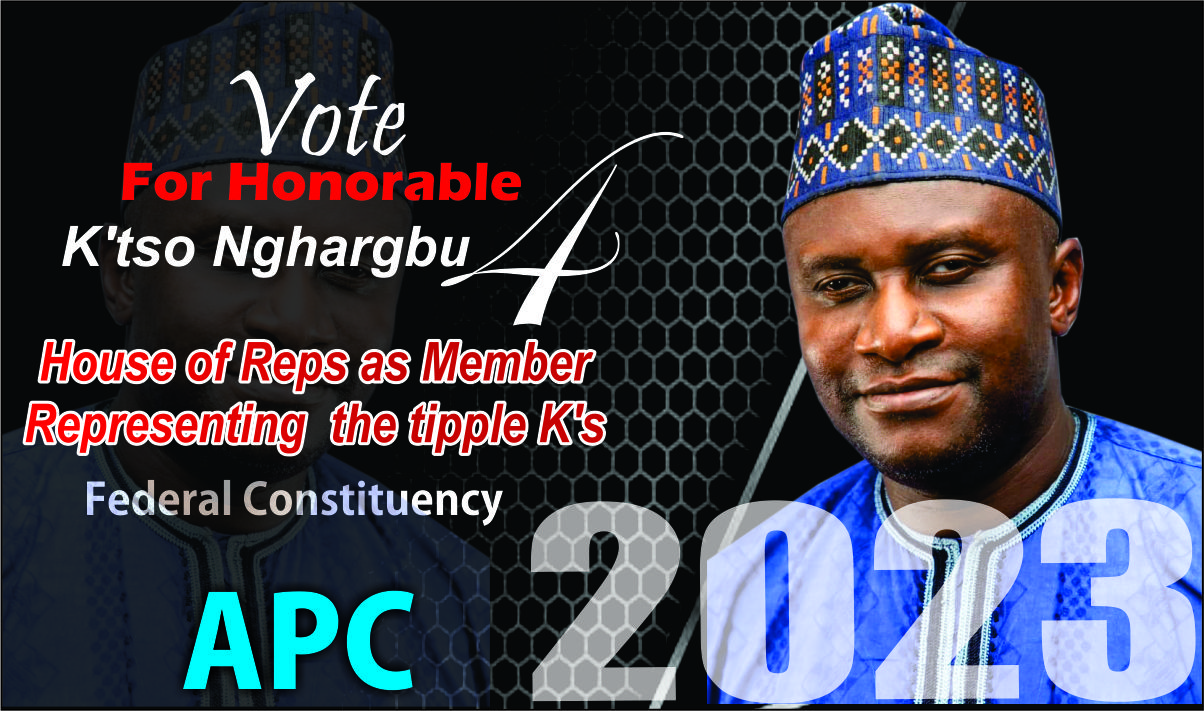 Vote
For Honorable
K'tso Nghargbu 4
House of Reps as Member
Representing the tipple K's
Federal Constituency
APC
2023